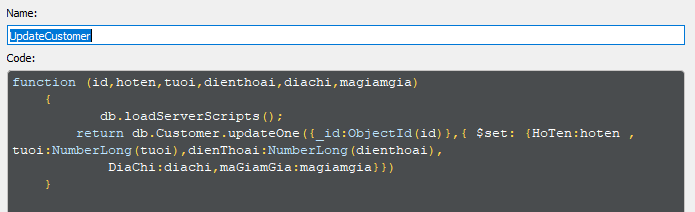 Name:
UpdateCustomer
Code:
function (id,hoten,tuoi,dienthoai,diachi,magiamgia)
{
db.loadServerScripts();
return db.Customer.updateOne({_id:ObjectId(id)},{ $set: {HoTen:hoten ,
tuoi:NumberLong(tuoi),dienThoai:NumberLong(dienthoai),
DiaChi:diachi,maGiamGia:magiamgia}})
}